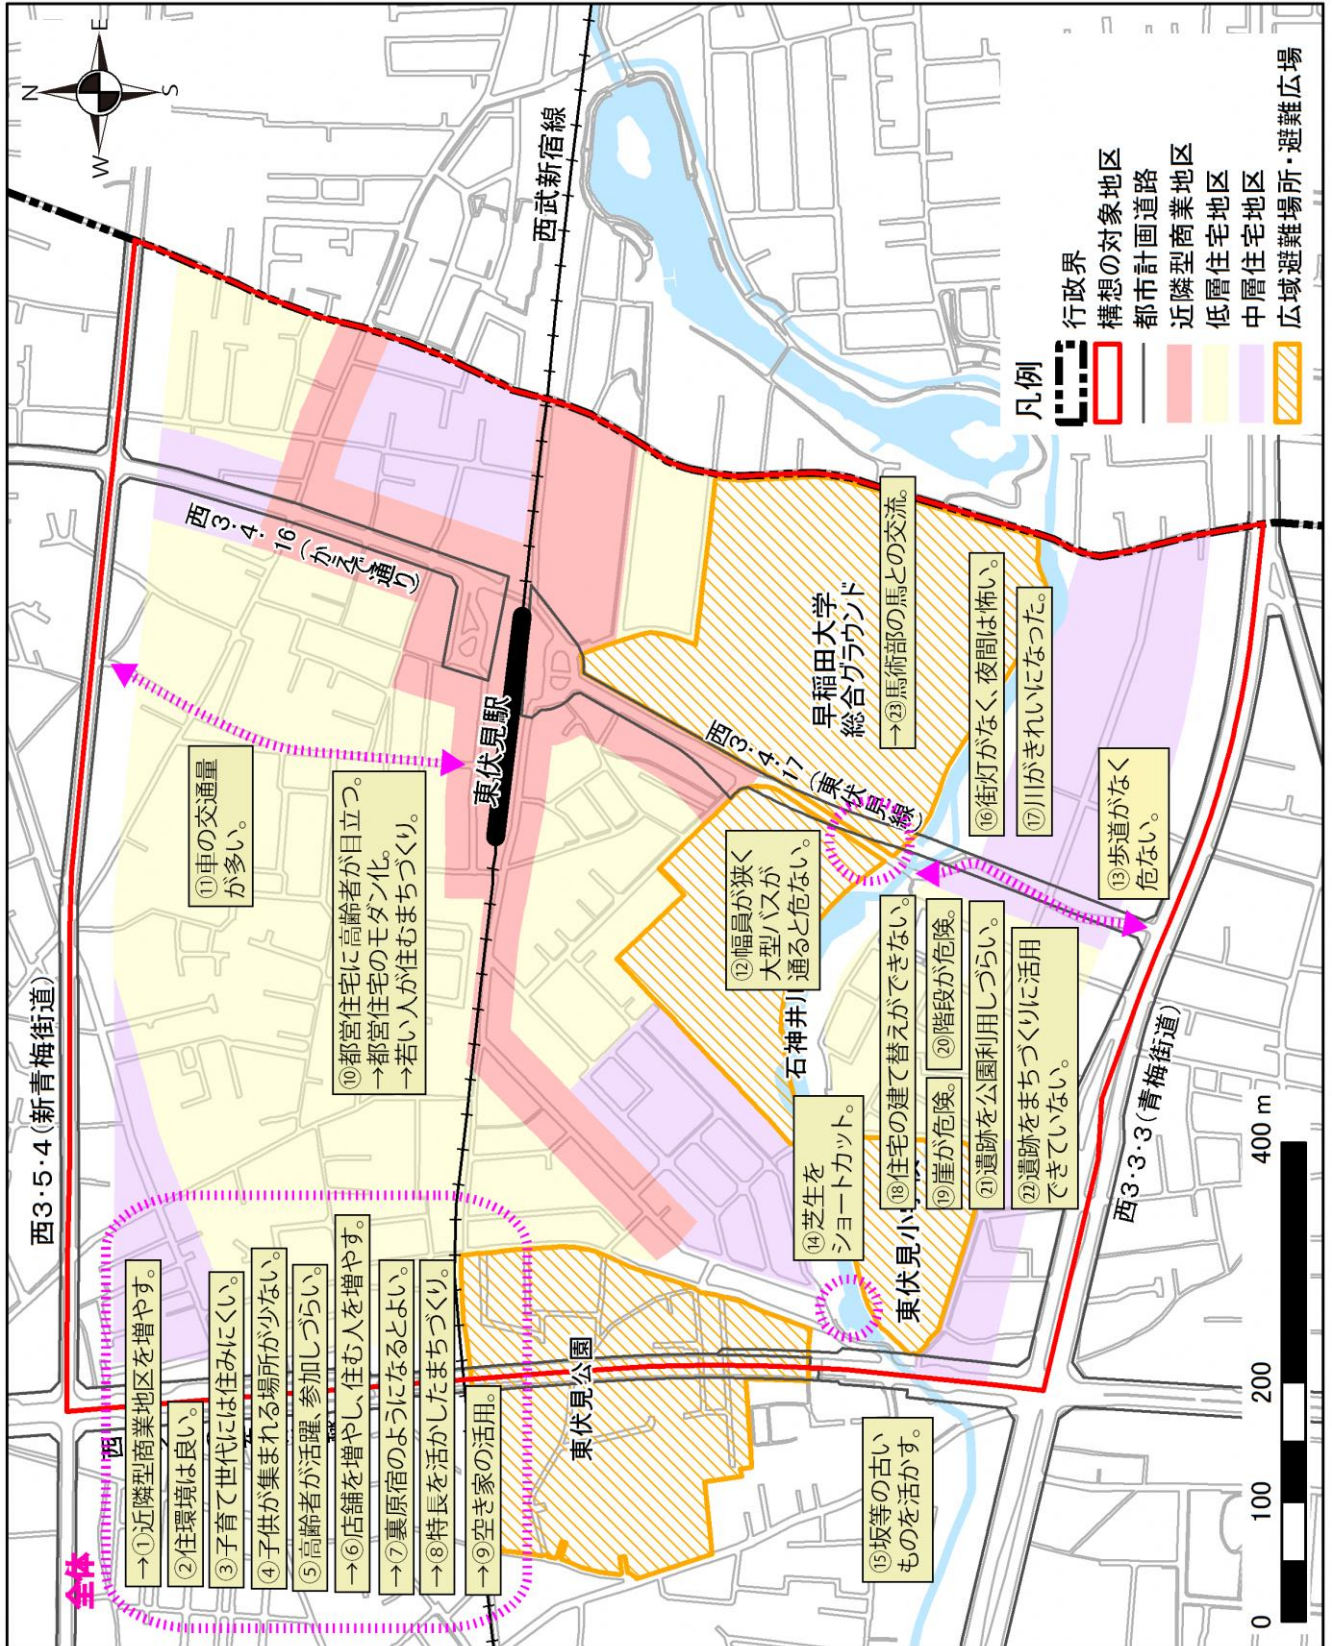 全体
→①近隣型商業地区を増やす。
②住環境は良い。
③子育て世代には住みにくい。
④子供が集まれる場所が少ない。
⑤高齢者が活躍、参加しづらい。
→⑥店舗を増やし、住む人を増やす。
→⑦裏原宿のようになるとよい。
→⑧特長を活かしたまちづくり。
→⑨空き家の活用。
西
西3・5・4(新青梅街道)
⑪車の交通量
が多い。
⑩都営住宅に高齢者が目立つ。
→都営住宅のモダン化。
→若い人が住むまちづくり。
西3・4・16(かえで通り)
N
E
S
W
西武新宿線
東伏見駅
東伏見公園
⑮坂等の古い
ものを活かす。
⑭芝生を
ショートカット。
東伏見小
石神井川
⑫幅員が狭く
大型バスが
通ると危ない。
西3・4・17(東伏見線)
早稲田大学
総合グラウンド
→㉓馬術部の馬との交流。
⑯街灯がなく、夜間は怖い。
⑰川がきれいになった。
⑱住宅の建て替えができない。
⑲崖が危険。
⑳階段が危険。
㉑遺跡を公園利用しづらい。
㉒遺跡をまちづくりに活用
できていない。
⑬歩道がなく
危ない。
西3・3・3(青梅街道)
凡例
行政界
構想の対象地区
都市計画道路
近隣型商業地区
低層住宅地区
中層住宅地区
広域避難場所・避難広場
0 100 200 400 m